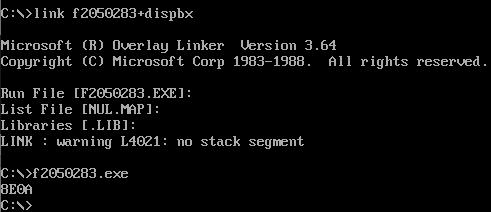 C:\>link f2050283+dispbx
Microsoft (R) Overlay Linker  Version 3.64
Copyright (C) Microsoft Corp 1983-1988.  All rights reserved.
Run File [F2050283.EXE]:
List File [NUL.MAP]:
Libraries [.LIB]:
LINK : warning L4021: no stack segment
C:\>f2050283.exe
8E0A
C:\>